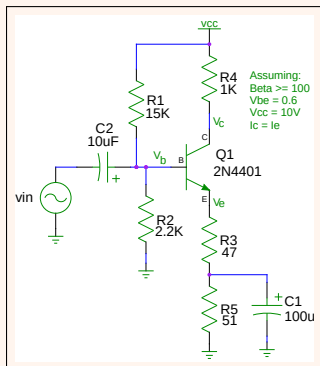 vcc
R4
1K
Assuming:
Beta >= 100
Vbe = 0.6
Vcc = 10V
Ic = Ie
R1
15K
C2
10uF
Vc
C
Vb
B
Q1
2N4401
E
Ve
vin
+
R2
2.2K
R3
47
R5
51
+
C1
100u